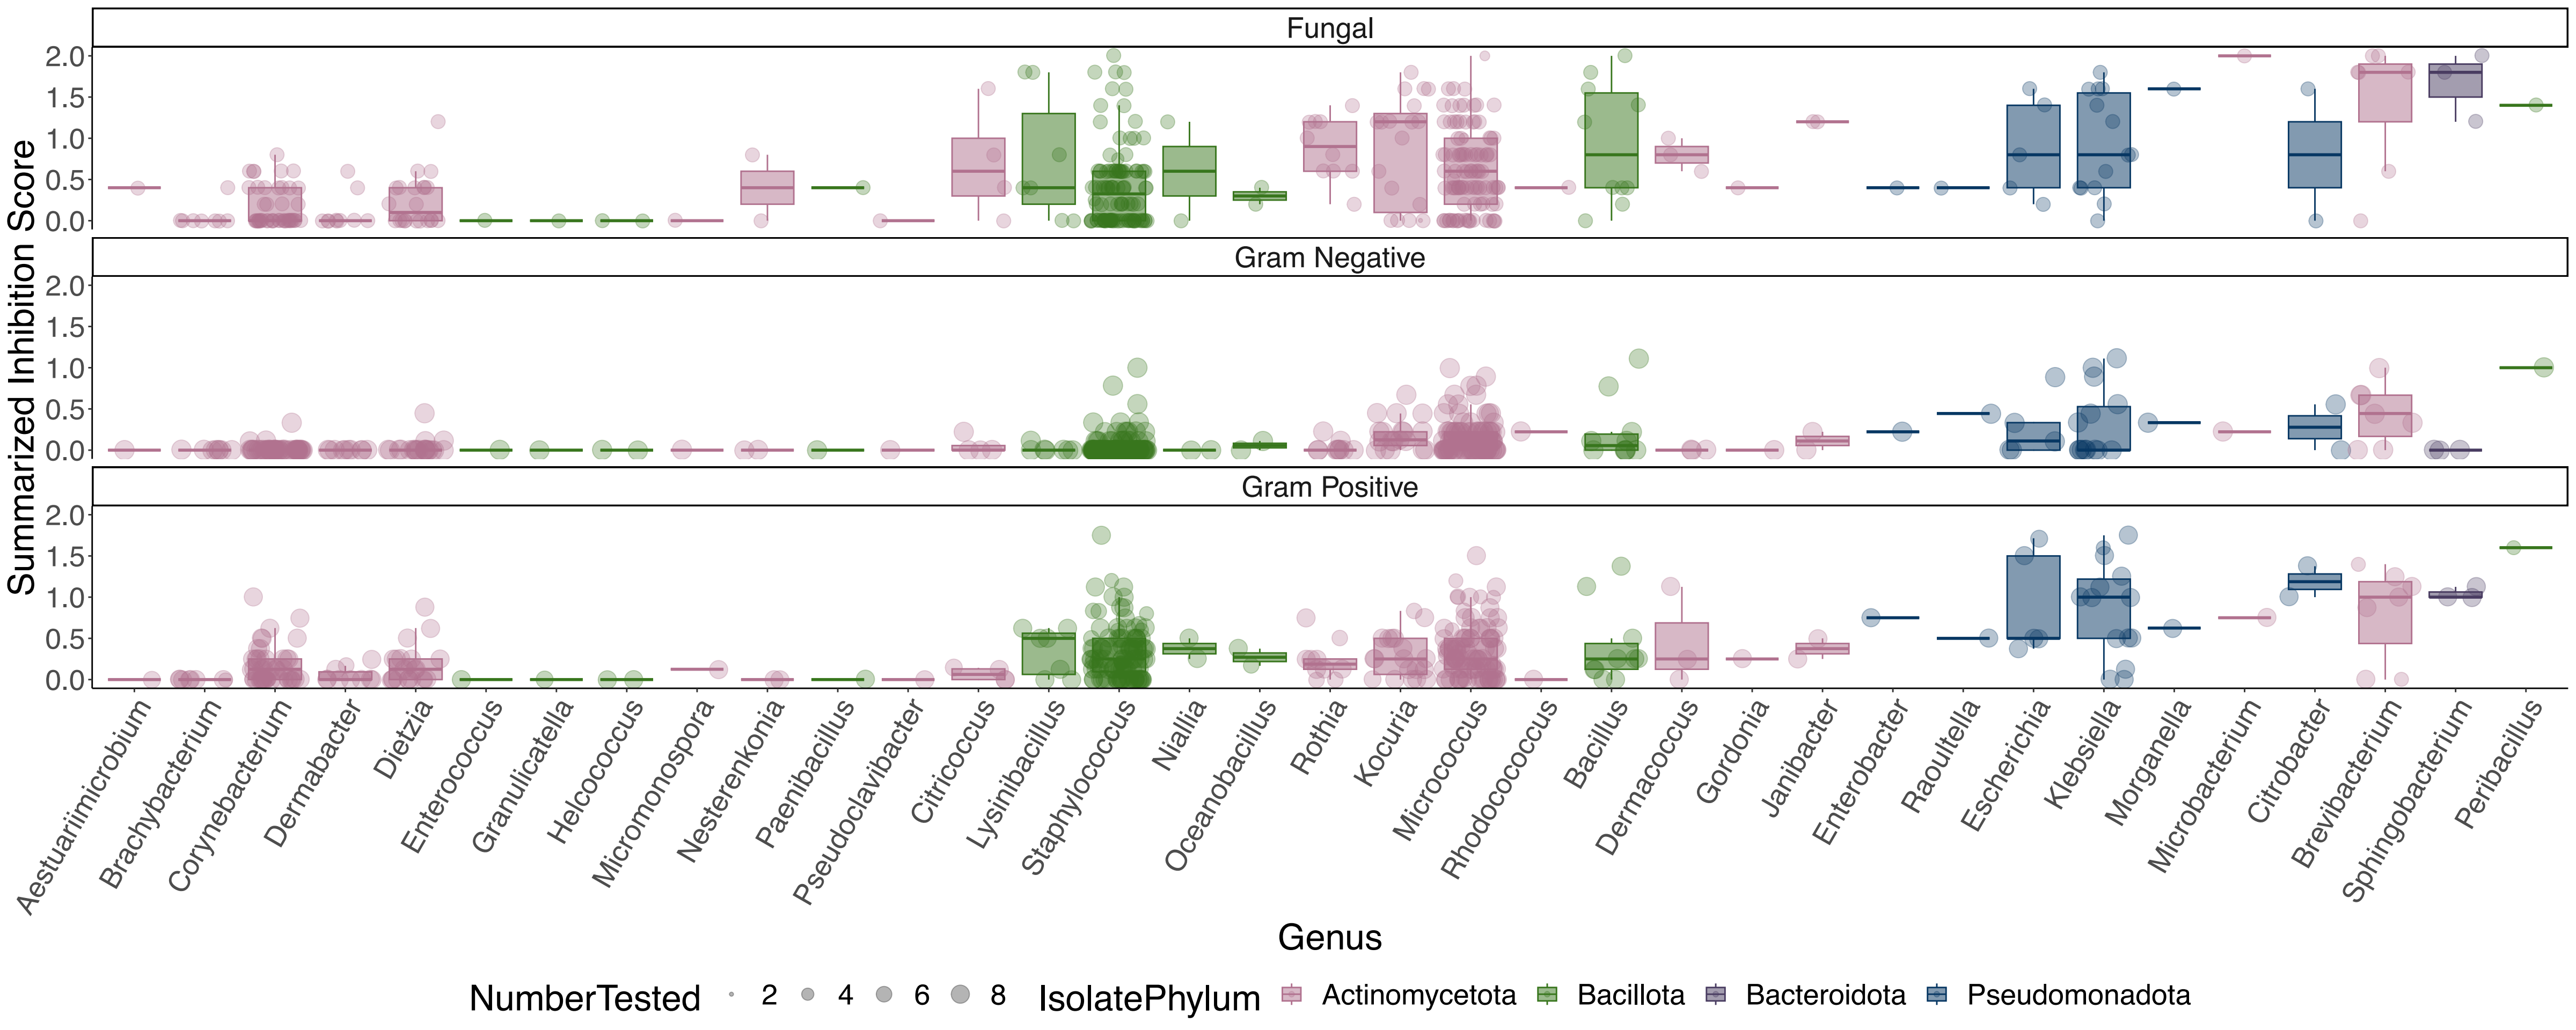 Fungal
2.0
1.5
1.0
0.5
0.0
Gram Negative
2.0
1.5
1.0
0.5
0.0
Gram Positive
2.0
1.5
1.0
0.5
0.0
Summarized Inhibition Score
Aestuariimicrobium
Brachybacterium
Corynebacterium
Dermabacter
Dietzia
Enterococcus
Granulicatella
Helcococcus
Micromonospora
Nesterenkonia
Paenibacillus
Pseudoclavibacter
Citricoccus
Lysinibacillus
Staphylococcus
Niallia
Oceanobacillus
Rothia
Kocuria
Micrococcus
Rhodococcus
Bacillus
Dermacoccus
Gordonia
Janibacter
Enterobacter
Raoultella
Escherichia
Klebsiella
Morganella
Microbacterium
Citrobacter
Brevibacterium
Sphingobacterium
Peribacillus
Genus
NumberTested 2 4 6 8 IsolatePhylum Actinomycetota Bacillota Bacteroidota Pseudomonadota